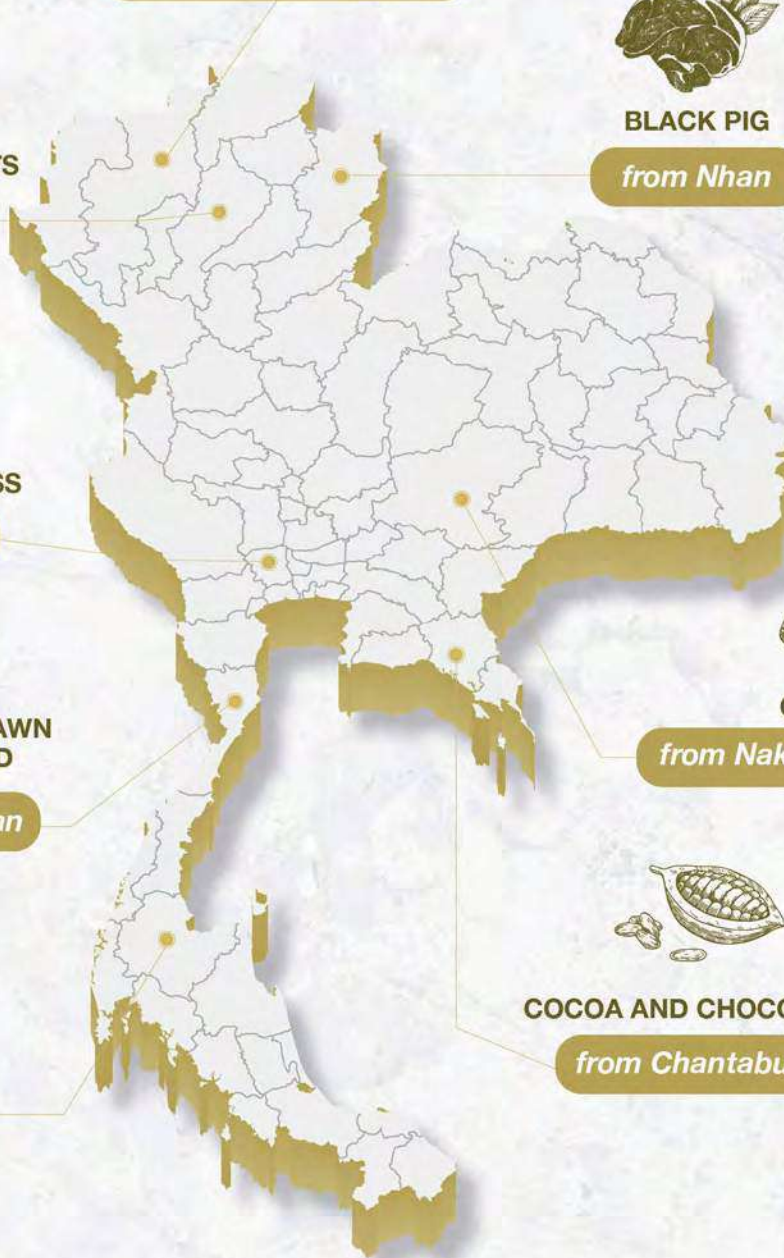 BLACK PIG
from Nhan
TS
SS
AWN
D
an
from Nak
COCOA AND CHOCO
from Chantabu